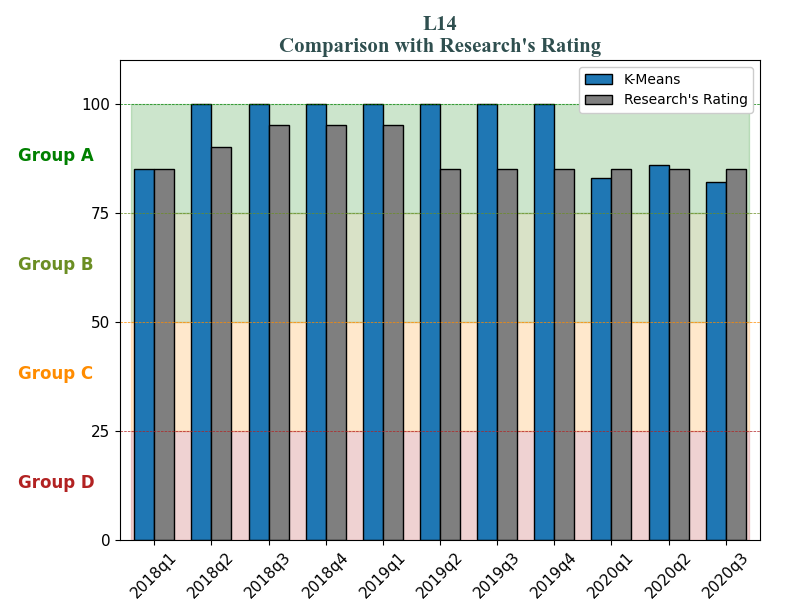 L14
Comparison with Research's Rating
K-Means
Research's Rating
100
75
50
25
0
Group A
Group B
Group C
Group D
2018q1
2018q2
2018q3
2018q4
2019q1
2019q2
2019q3
2019q4
2020q1
2020q2
2020q3